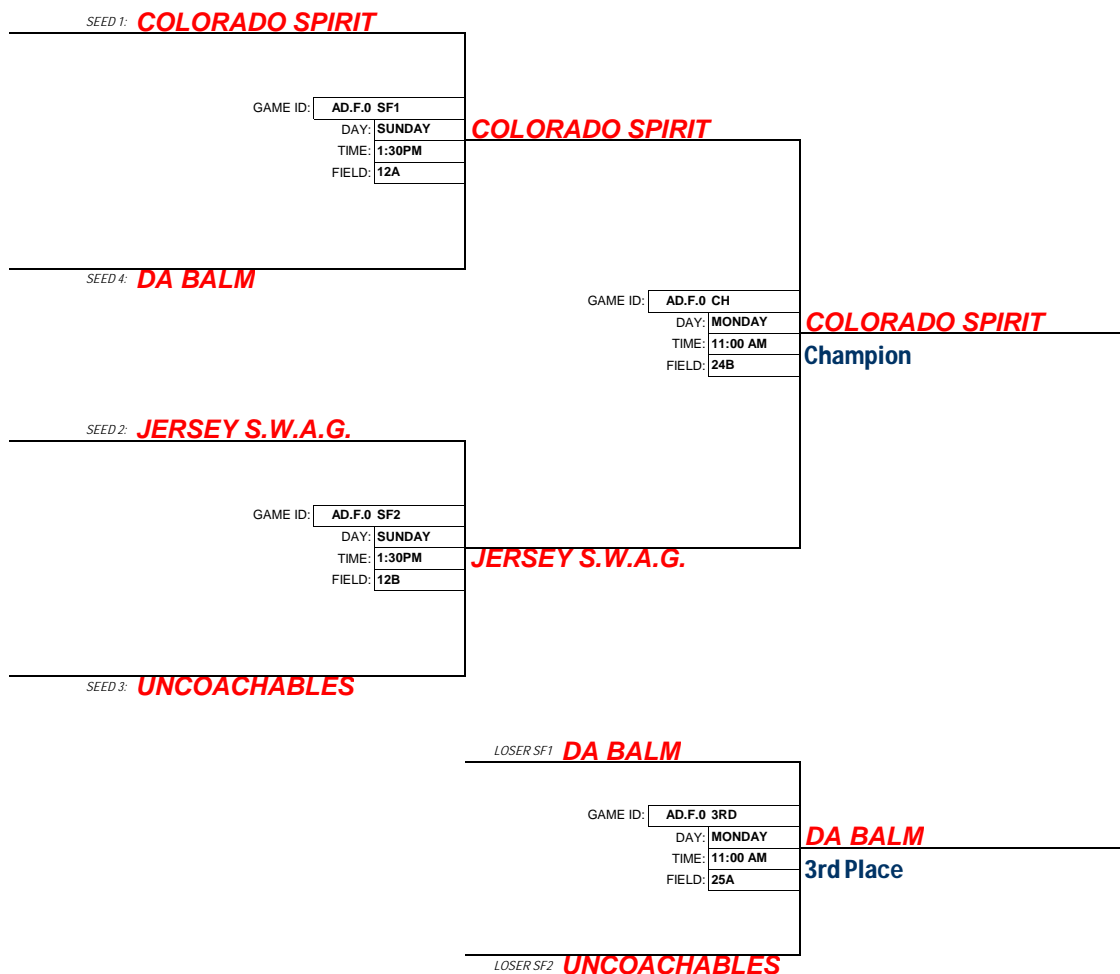 SEED 1: COLORADO SPIRIT
GAME ID: AD.F.0 SF1
DAY: SUNDAY
TIME: 1:30PM
FIELD: 12A
COLORADO SPIRIT
SEED 4: DA BALM
GAME ID: AD.F.0 CH
DAY: MONDAY
TIME: 11:00 AM
FIELD: 24B
COLORADO SPIRIT
Champion
SEED 2: JERSEY S.W.A.G.
GAME ID: AD.F.0 SF2
DAY: SUNDAY
TIME: 1:30PM
FIELD: 12B
JERSEY S.W.A.G.
SEED 3: UNCOACHABLES
LOSER SF1 DA BALM
GAME ID: AD.F.0 3RD
DAY: MONDAY
TIME: 11:00 AM
FIELD: 25A
DA BALM
3rd Place
LOSER SF2 UNCOACHABLES